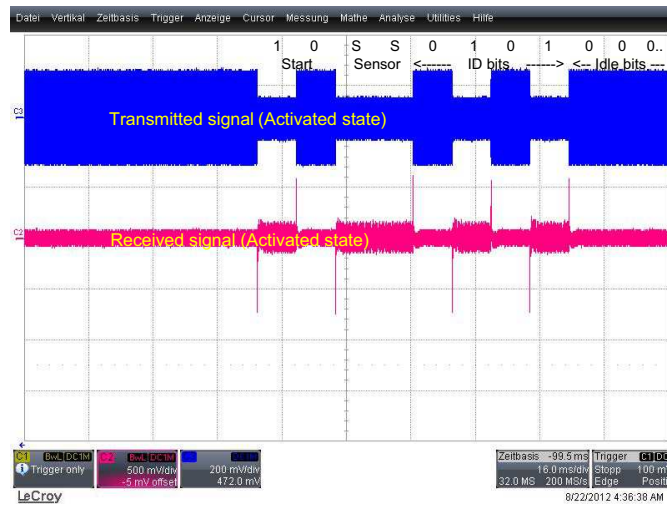 Datei Vertikal Zeitbasis Trigger Anzeige Cursor Messung Mathe Analyse Utilities Hilfe
1 0 S S 0 1 0 1 0 0 0..
Start Sensor <------ ID bits ------> <-- Idle bits ---
C3
Transmitted signal (Activated state)
C2
Received signal (Activated state)
C1 BwL DC1M C2 BwL DC1M Zeitbasis -99.5 ms Trigger C1 DC
Trigger only 500 mV/div 200 mV/div 16.0 ms/div Stopp 100 m
-5 mV offset 472.0 mV 32.0 MS 200 MS/s Edge Positi
LeCroy 8/22/2012 4:36:38 AM